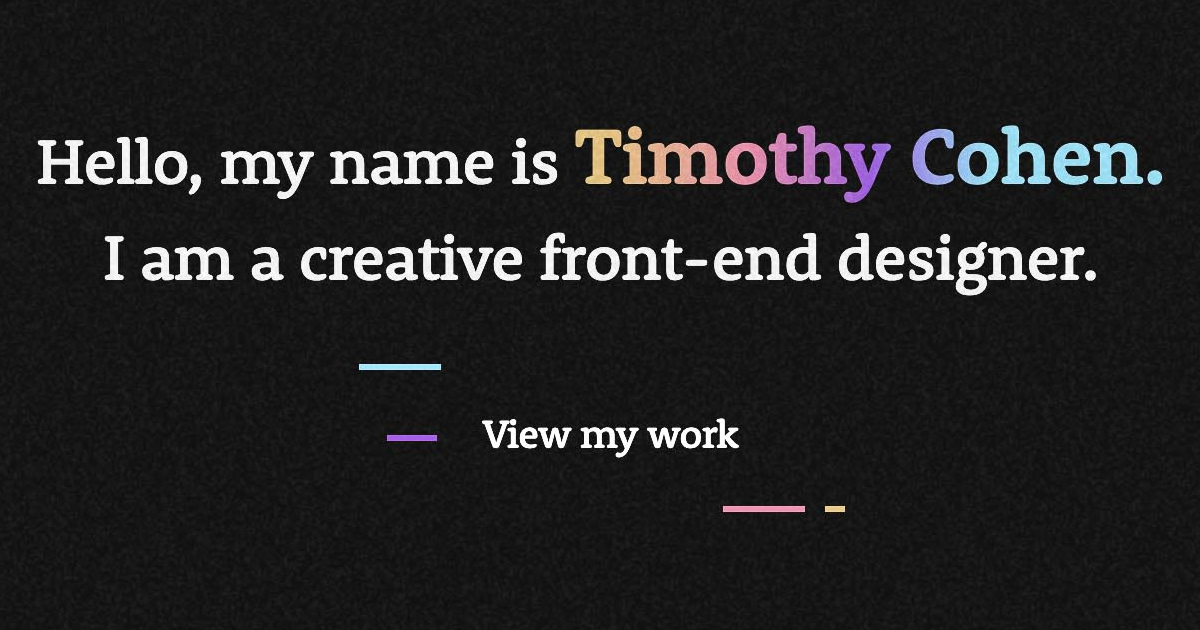 Hello, my name is Timothy Cohen.
I am a creative front-end designer.
View my work